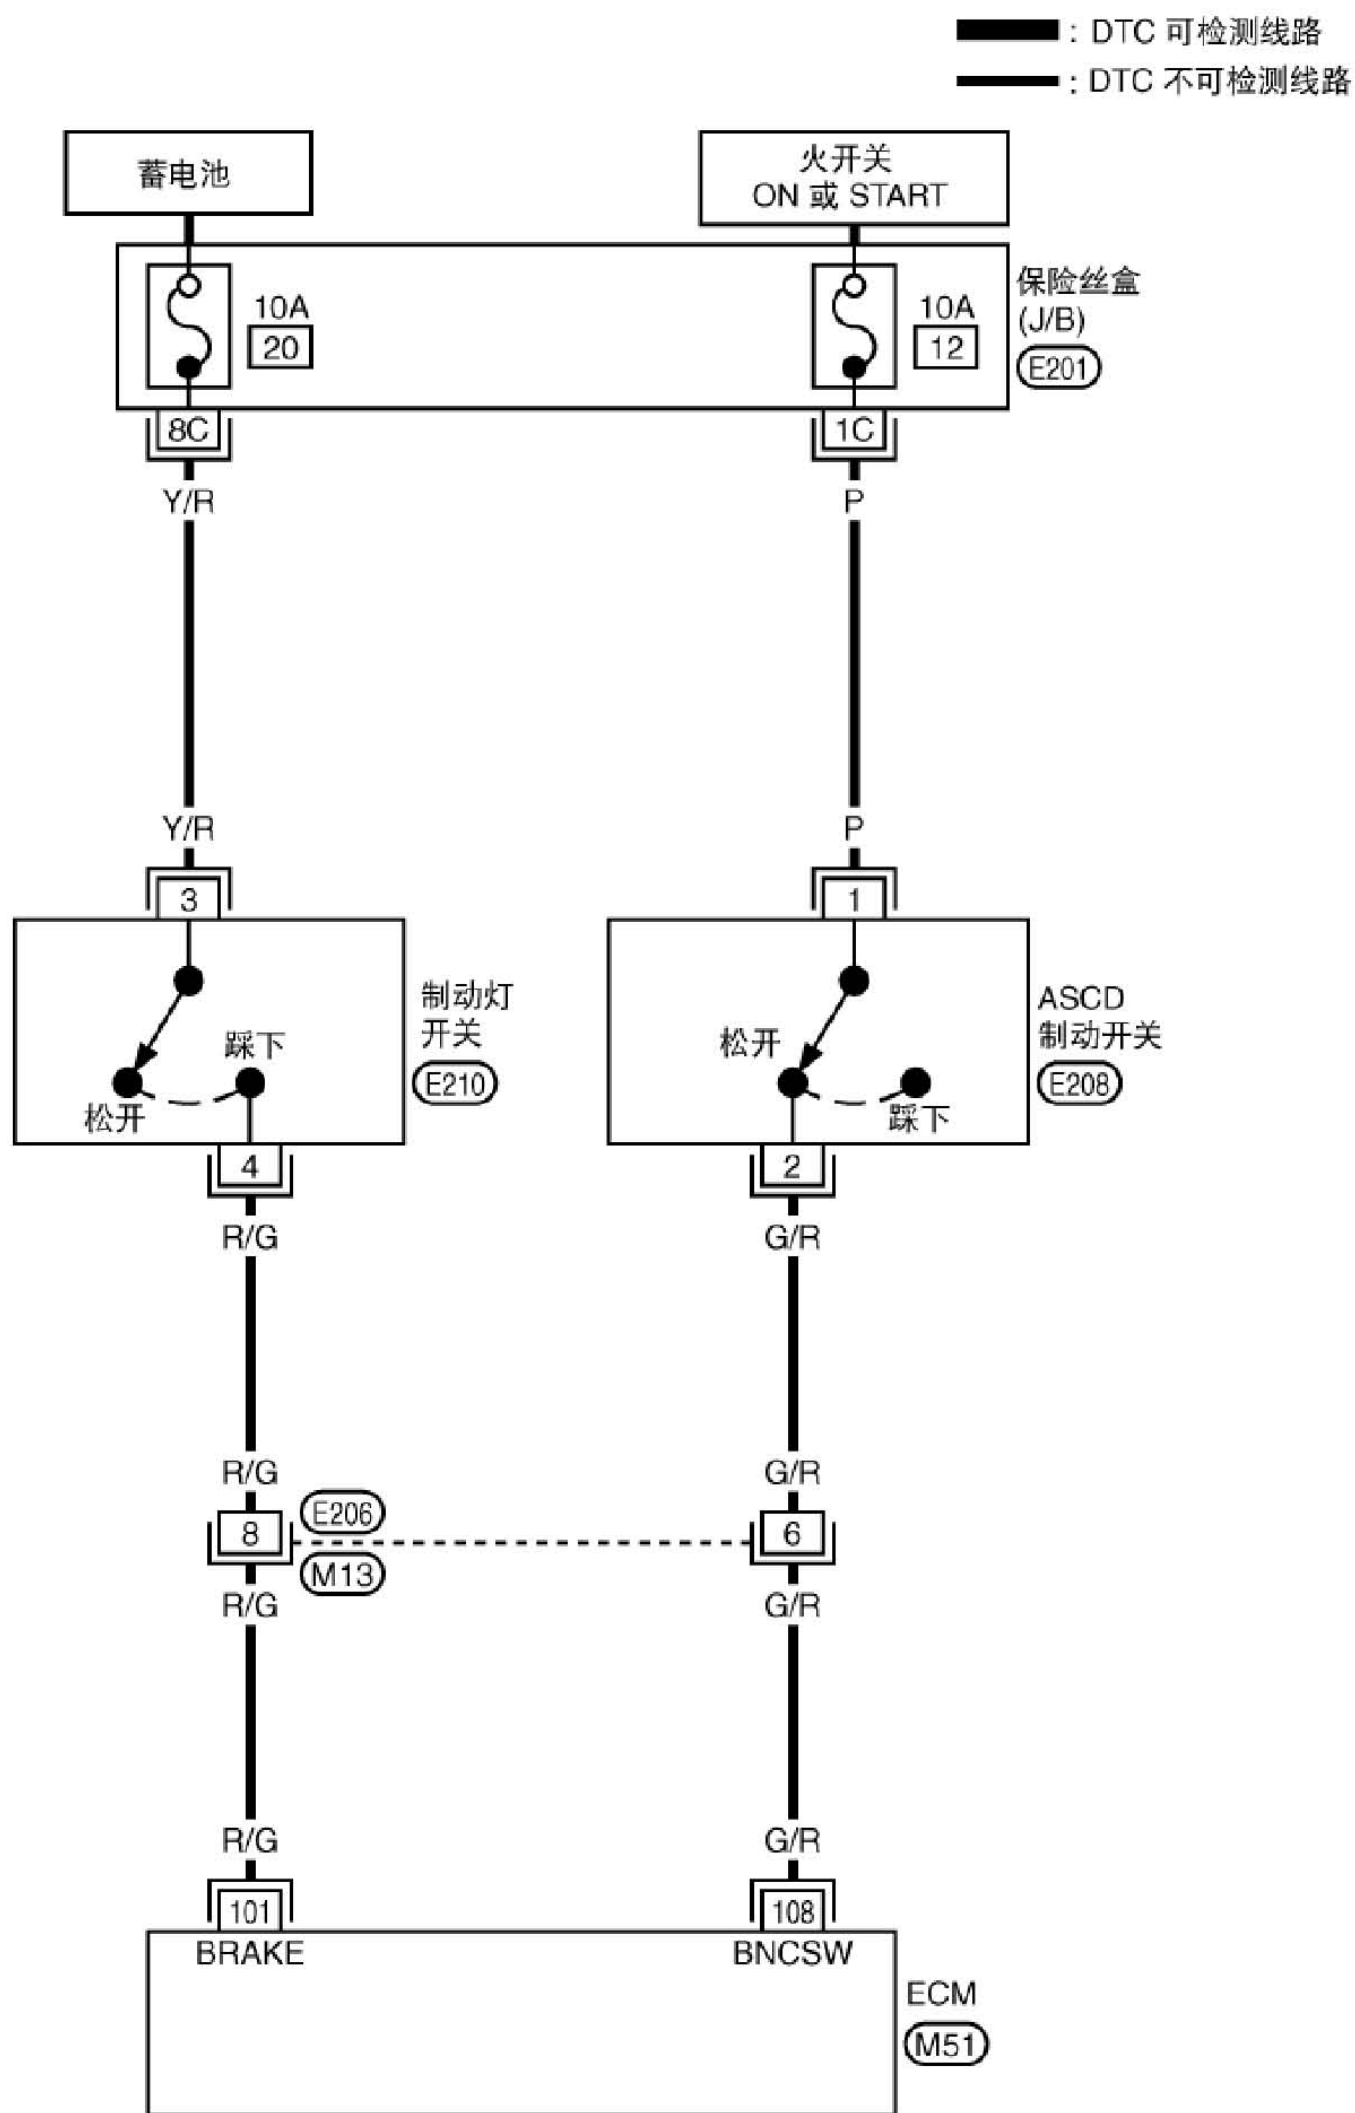 : DTC 可检测线路
: DTC 不可检测线路
蓄电池
火开关
ON 或 START
10A
20
10A
12
保险丝盒
(J/B)
E201
8C
1C
Y/R
P
Y/R
P
3
1
制动灯
开关
E210
踩下
松开
ASCD
制动开关
E208
松开
踩下
4
2
R/G
G/R
R/G
G/R
8
E206
M13
6
R/G
G/R
R/G
G/R
101
108
BRAKE
BNCSW
ECM
M51